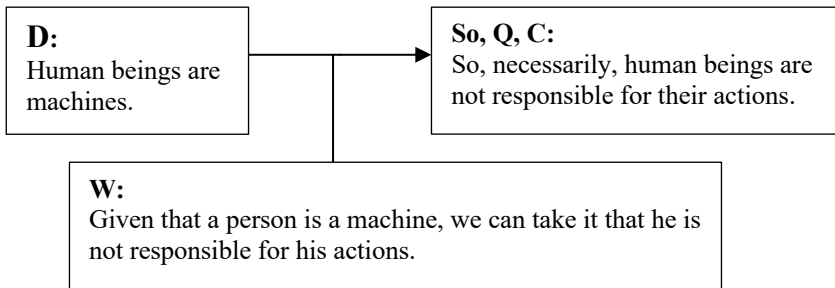 D:
Human beings are
machines.
So, Q, C:
So, necessarily, human beings are
not responsible for their actions.
W:
Given that a person is a machine, we can take it that he is
not responsible for his actions.